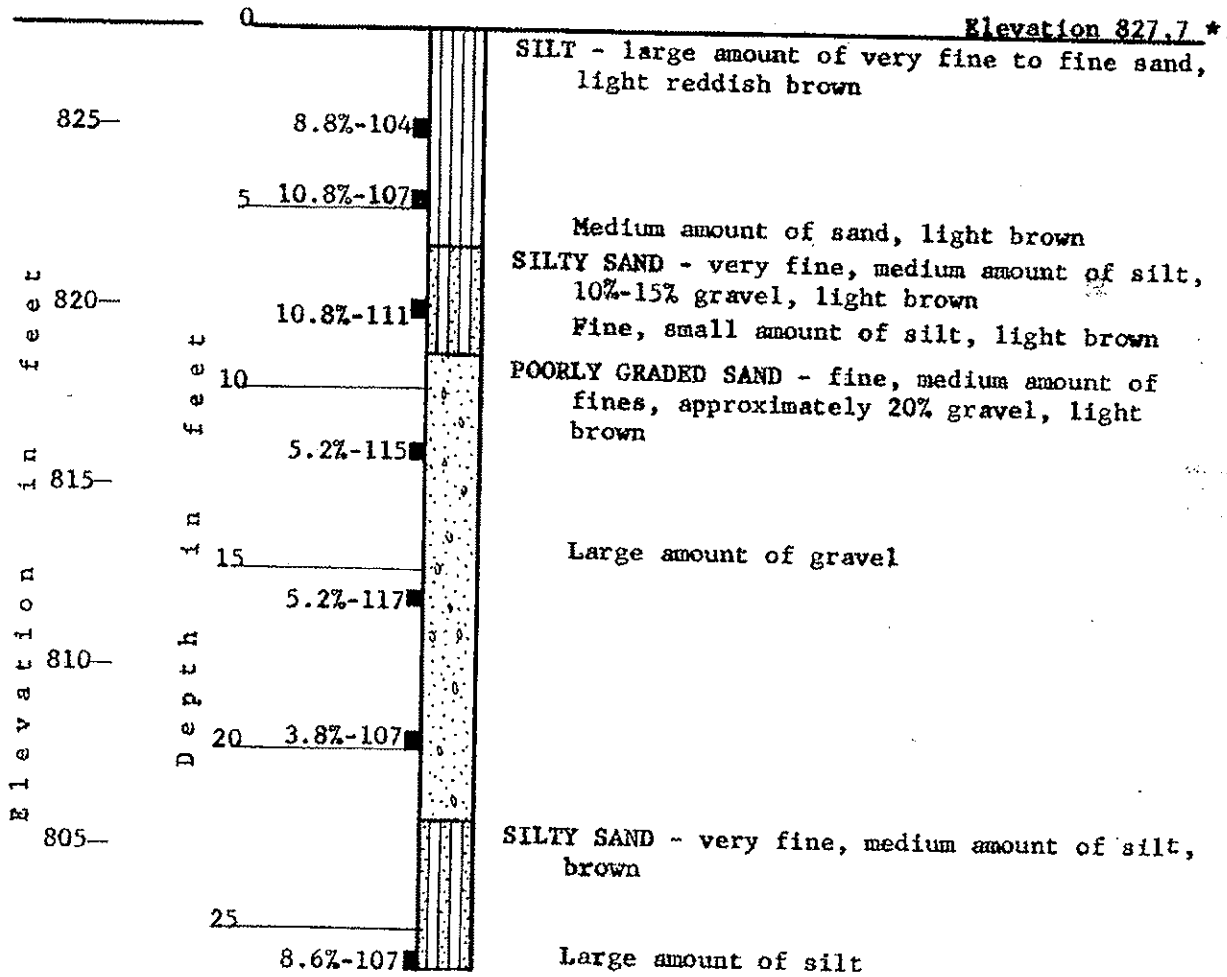 0
Elevation 827.7 *
SILT - large amount of very fine to fine sand,
light reddish brown
825
8.8%-104
5 10.8%-107
Medium amount of sand, light brown
SILTY SAND - very fine, medium amount of silt,
10%-15% gravel, light brown
820
10.8%-111
Fine, small amount of silt, light brown
10
POORLY GRADED SAND - fine, medium amount of
fines, approximately 20% gravel, light
brown
5.2%-115
815
15
Large amount of gravel
5.2%-117
810
20 3.8%-107
805
SILTY SAND - very fine, medium amount of silt,
brown
25
8.6%-107
Large amount of silt
Elevation in feet
Depth in feet